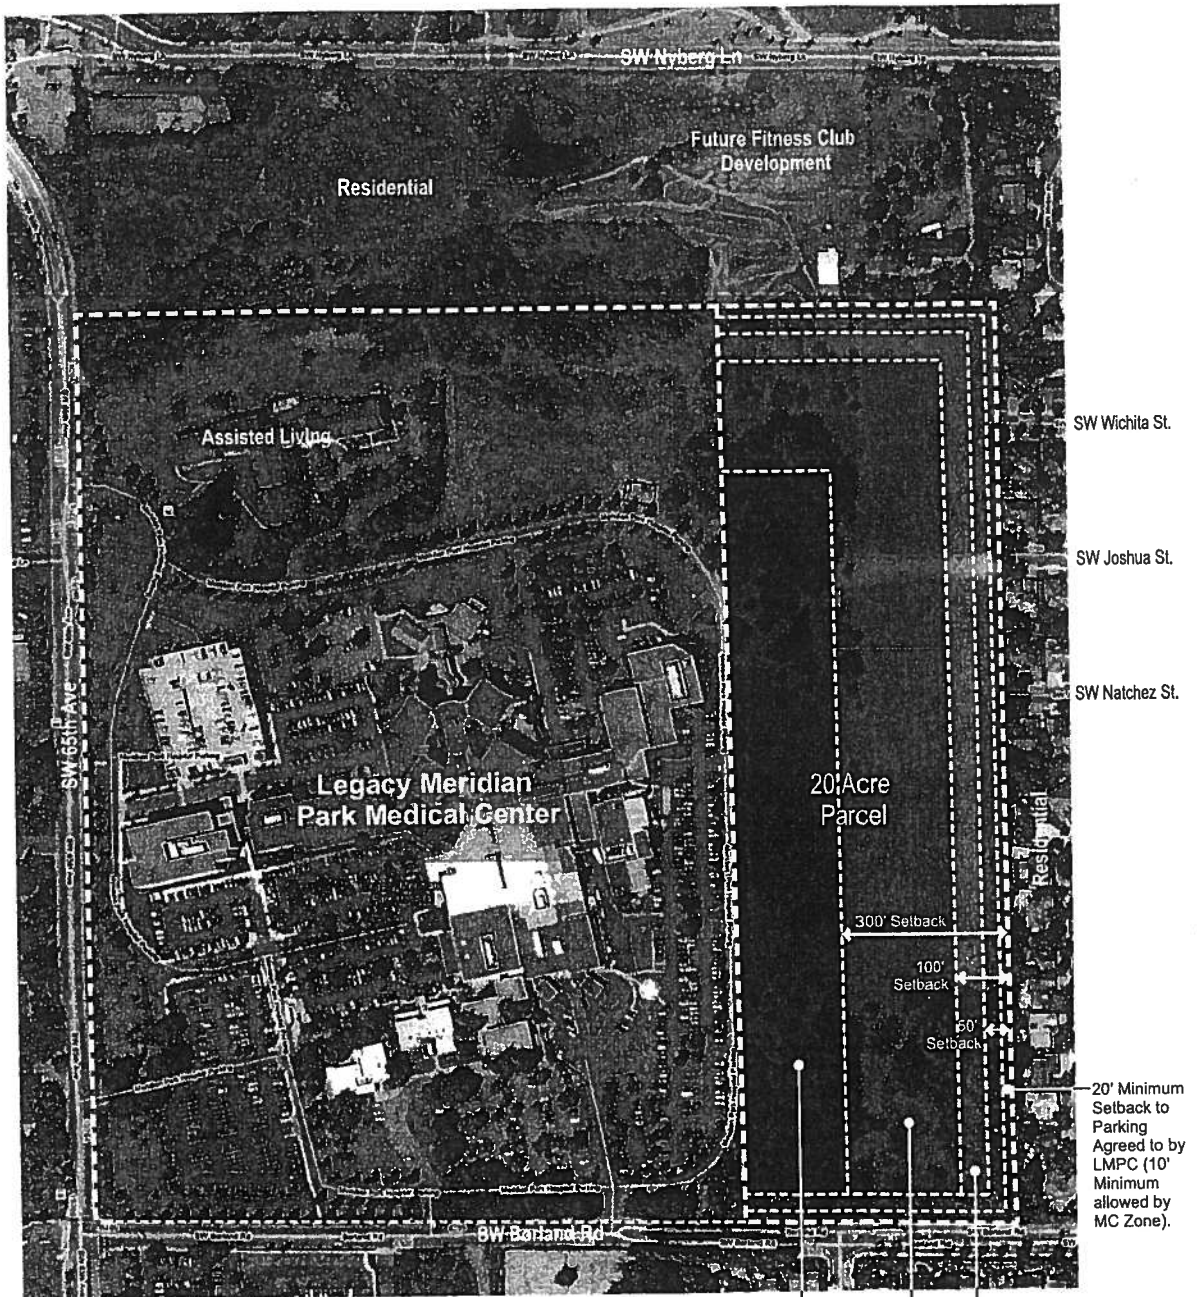 SW Nyberg Ln
Future Fitness Club
Development
Residential
SW Wichita St.
Assisted Living
SW Joshua St.
SW Natchez St.
SW 65th Ave
Legacy Meridian
Park Medical Center
20 Acre
Parcel
Residential
300' Setback
100'
Setback
50'
Setback
20' Minimum
Setback to
Parking
Agreed to by
LMPC (10'
Minimum
allowed by
MC Zone).
SW Borland Rd